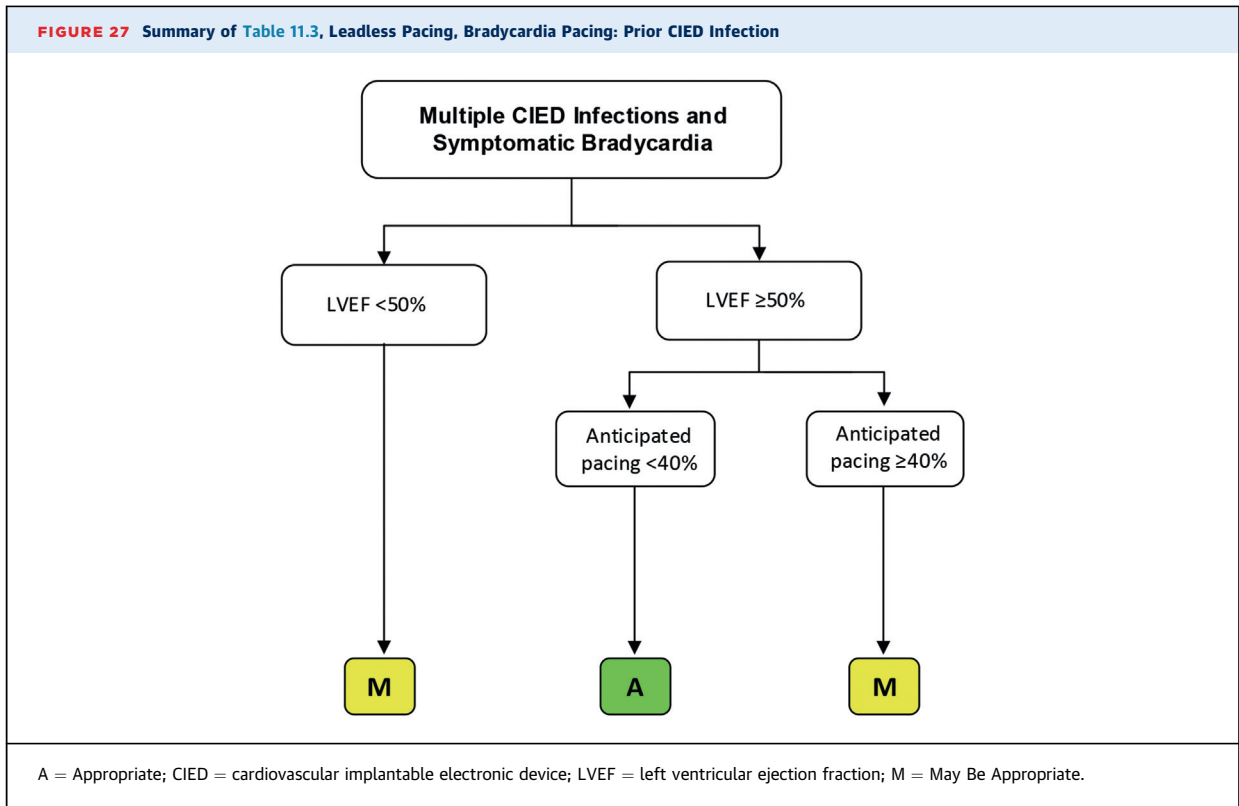 FIGURE 27 Summary of Table 11.3, Leadless Pacing, Bradycardia Pacing: Prior CIED Infection
Multiple CIED Infections and
Symptomatic Bradycardia
LVEF <50%
LVEF ≥50%
Anticipated
pacing <40%
Anticipated
pacing ≥40%
M
A
M
A = Appropriate; CIED = cardiovascular implantable electronic device; LVEF = left ventricular ejection fraction; M = May Be Appropriate.